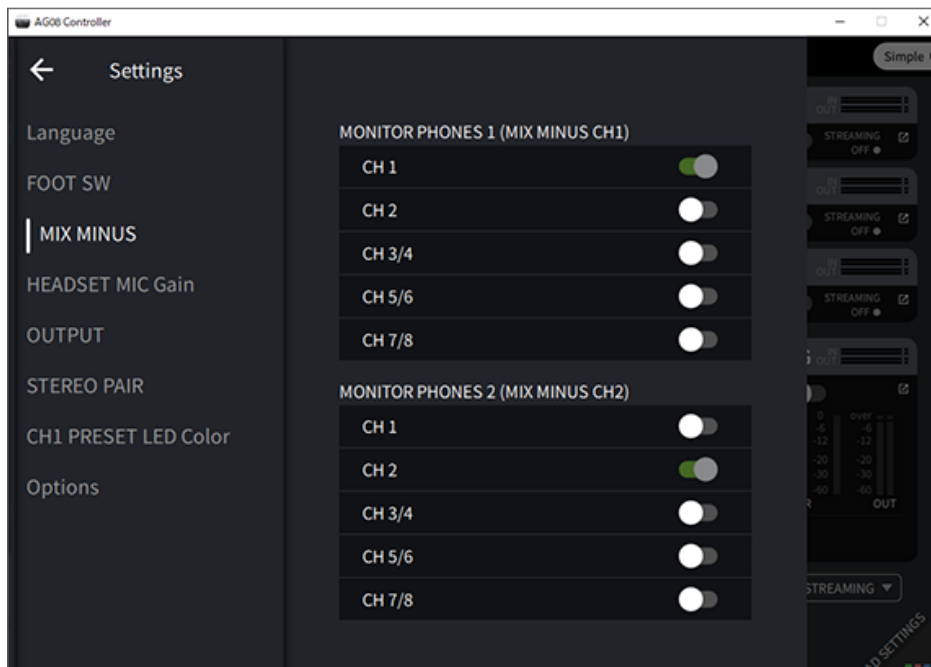 AG08 Controller
Settings
Language
FOOT SW
MIX MINUS
HEADSET MIC Gain
OUTPUT
STEREO PAIR
CH1 PRESET LED Color
Options
MONITOR PHONES 1 (MIX MINUS CH1)
CH 1
CH 2
CH 3/4
CH 5/6
CH 7/8
MONITOR PHONES 2 (MIX MINUS CH2)
CH 1
CH 2
CH 3/4
CH 5/6
CH 7/8
Simple
IN
OUT
STREAMING
OFF
IN
OUT
STREAMING
OFF
IN
OUT
STREAMING
OFF
IN
OUT
0 over
-6 -6
-12 -12
-20 -20
-30 -30
-60 -60
OUT
STREAMING
SETTINGS